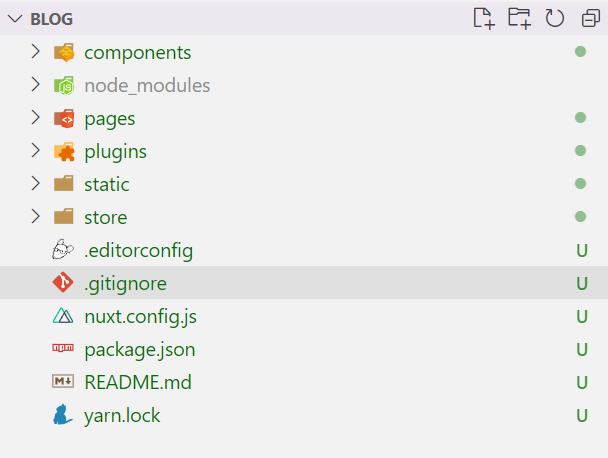 BLOG
components
node_modules
pages
plugins
static
store
.editorconfig U
.gitignore U
nuxt.config.js U
package.json U
README.md U
yarn.lock U